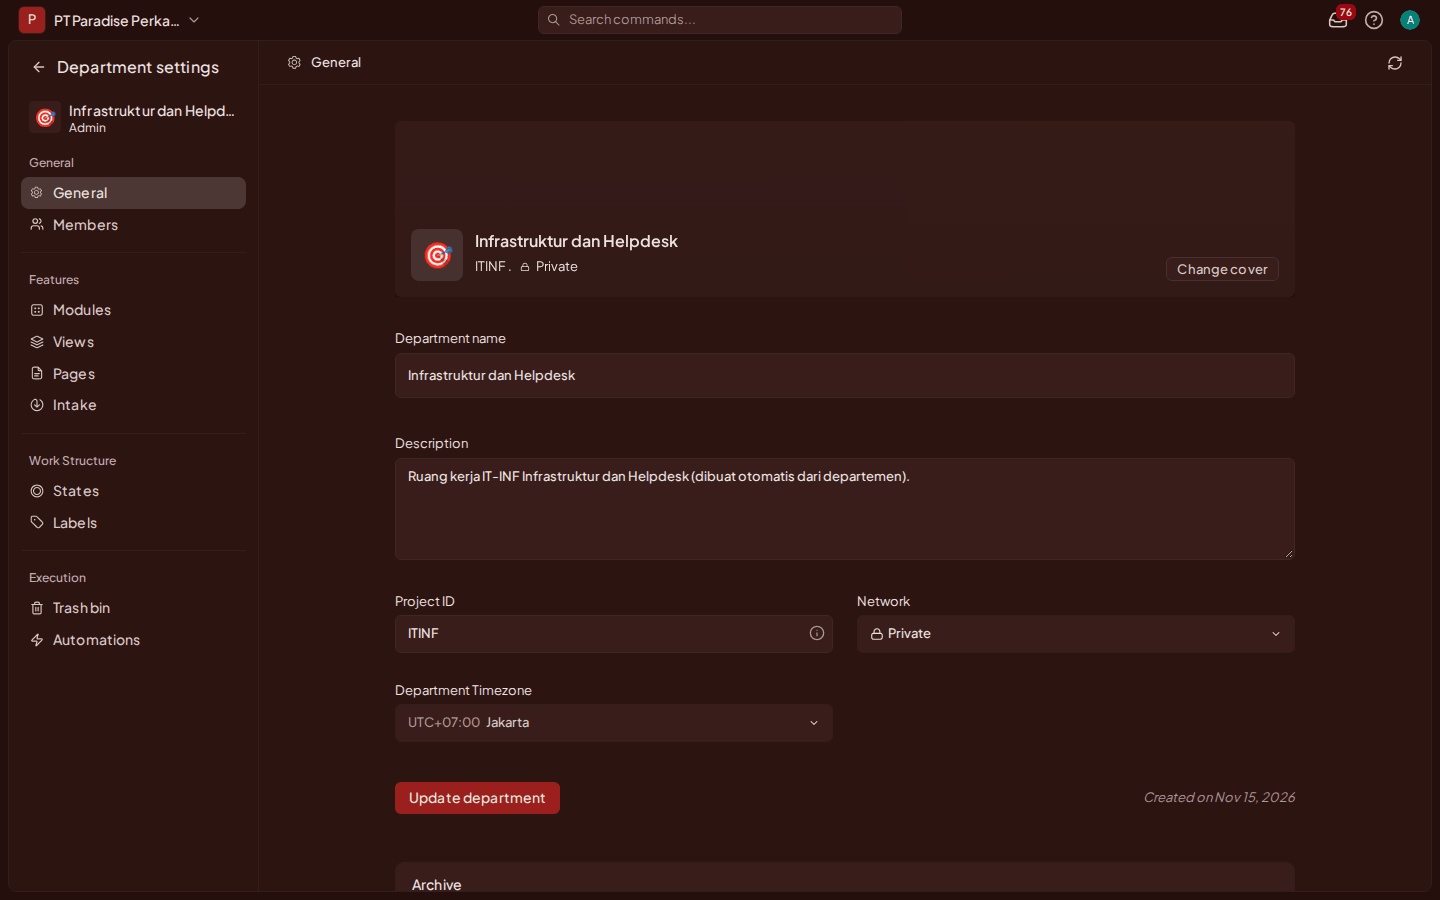 P
PT Paradise Perka...
Search commands...
76
A
Department settings
Infrastruktur dan Helpd...
Admin
General
General
Members
Features
Modules
Views
Pages
Intake
Work Structure
States
Labels
Execution
Trash bin
Automations
General
Infrastruktur dan Helpdesk
ITINF . Private
Change cover
Department name
Infrastruktur dan Helpdesk
Description
Ruang kerja IT-INF Infrastruktur dan Helpdesk (dibuat otomatis dari departemen).
Project ID
Network
ITINF
Private
Department Timezone
UTC+07:00 Jakarta
Update department
Created on Nov 15, 2026
Archive